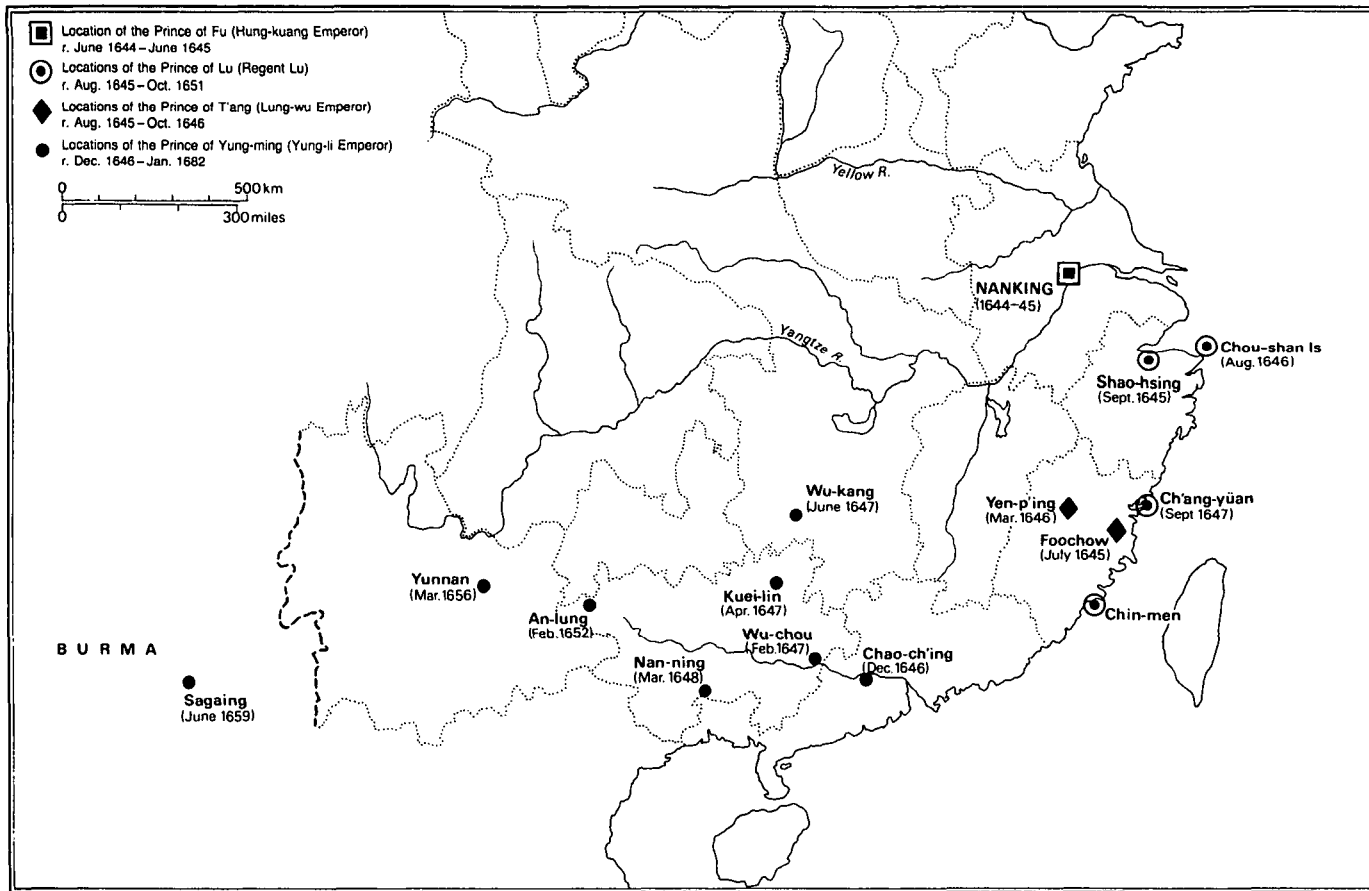 Location of the Prince of Fu (Hung-kuang Emperor)
r. June 1644–June 1645
Locations of the Prince of Lu (Regent Lu)
r. Aug. 1645–Oct. 1651
Locations of the Prince of T'ang (Lung-wu Emperor)
r. Aug. 1645–Oct. 1646
Locations of the Prince of Yung-ming (Yung-li Emperor)
r. Dec. 1646–Jan. 1682
0 500 km
0 300 miles
Yellow R.
NANKING
(1644–45)
Yangtze R.
Chou-shan Is
(Aug. 1646)
Shao-hsing
(Sept. 1645)
Wu-kang
(June 1647)
Yen-p'ing
(Mar. 1646)
Ch'ang-yüan
(Sept 1647)
Foochow
(July 1645)
Yunnan
(Mar. 1656)
An-lung
(Feb. 1652)
Kuei-lin
(Apr. 1647)
Chin-men
Wu-chou
(Feb. 1647)
Chao-ch'ing
(Dec. 1646)
Nan-ning
(Mar. 1648)
BURMA
Sagaing
(June 1659)